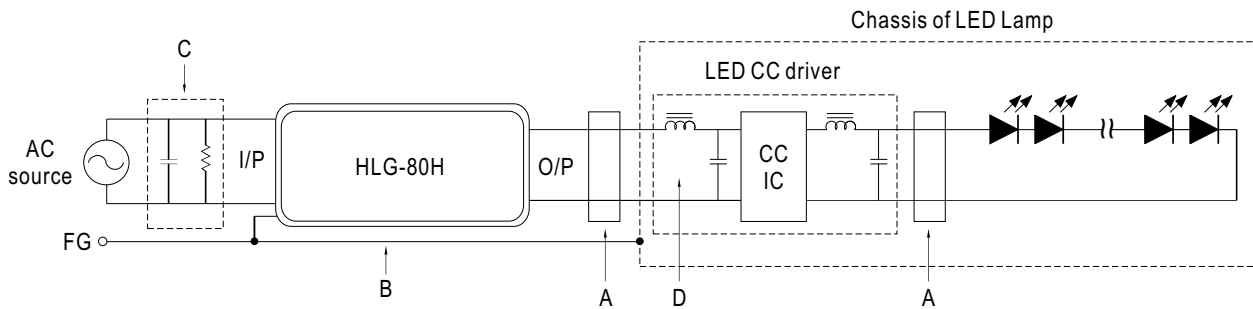 Chassis of LED Lamp
C
LED CC driver
AC
source
I/P
HLG-80H
O/P
CC
IC
FG
B
A
D
A